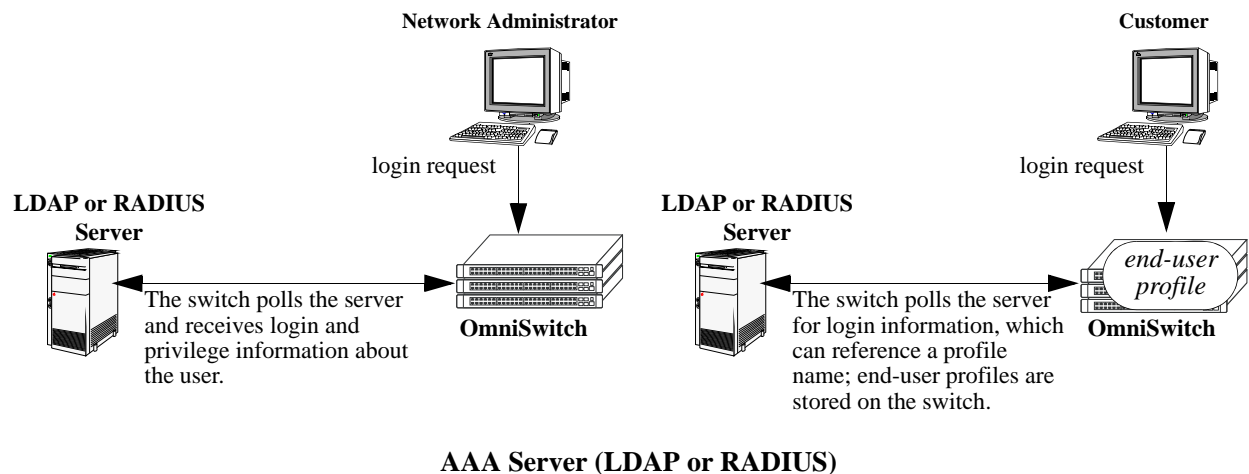 Network Administrator
login request
LDAP or RADIUS
Server
The switch polls the server
and receives login and
privilege information about
the user.
OmniSwitch
Customer
login request
LDAP or RADIUS
Server
end-user
profile
The switch polls the server
for login information, which
can reference a profile
name; end-user profiles are
stored on the switch.
OmniSwitch
AAA Server (LDAP or RADIUS)